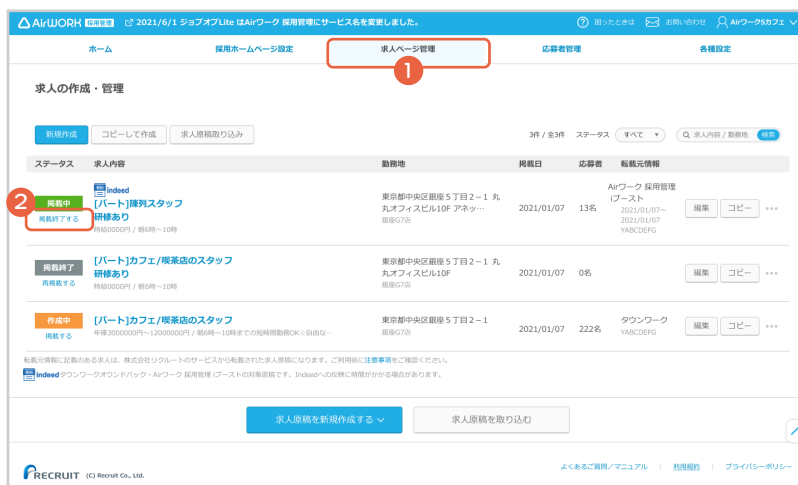 AirWORK 採用管理 2021/6/1 ジョブオプLite はAirワーク 採用管理にサービス名を変更しました。 困ったときは お問い合わせ AirワークSカフェ
ホーム 採用ホームページ設定 求人ページ管理 応募者管理 各種設定
1
求人の作成・管理
新規作成 コピーして作成 求人原稿取り込み 3件 / 全3件 ステータス すべて 求人内容 / 勤務地 検索
ステータス 求人内容 勤務地 掲載日 応募者 転載元情報
2
掲載中
掲載終了する
indeed
[パート]陳列スタッフ
研修あり
時給0000円 / 朝6時〜10時
東京都中央区銀座５丁目２−１ 丸
丸オフィスビル10F アネッ…
銀座G7店
2021/01/07 13名
Airワーク 採用管理
iブースト
2021/01/07〜
2021/01/07
YABCDEFG
編集 コピー
掲載終了
再掲載する
[パート]カフェ/喫茶店のスタッフ
研修あり
時給0000円 / 朝6時〜10時
東京都中央区銀座５丁目２−１ 丸
丸オフィスビル10F
銀座G7店
2021/01/07 0名
編集 コピー
作成中
掲載する
[パート]カフェ/喫茶店のスタッフ
年棒3000000円〜12000000円 / 朝6時〜10時までの短時間勤務OK☆自由な…
東京都中央区銀座５丁目２−１
銀座G7店
2021/01/07 222名
タウンワーク
YABCDEFG
編集 コピー
転載元情報に記載のある求人は、株式会社リクルートのサービスから転載された求人原稿になります。ご利用前に注意事項をご確認ください。
indeed タウンワークオウンドパック・Airワーク 採用管理 iブーストの対象原稿です。Indeedへの反映に時間がかかる場合があります。
求人原稿を新規作成する 求人原稿を取り込む
RECRUIT (C) Recruit Co., Ltd. よくあるご質問／マニュアル | 利用規約 | プライバシーポリシー